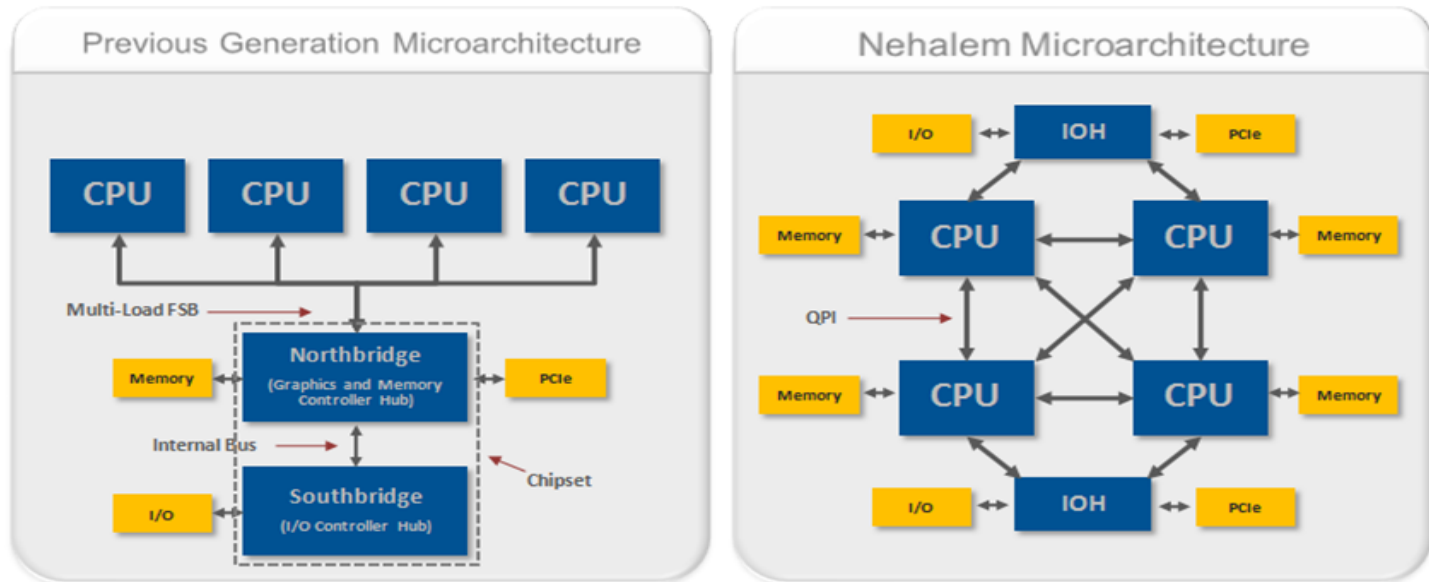 Previous Generation Microarchitecture
CPU
CPU
CPU
CPU
Multi-Load FSB
Northbridge
(Graphics and Memory
Controller Hub)
Memory
PCIe
Internal Bus
Chipset
Southbridge
(I/O Controller Hub)
I/O
Nehalem Microarchitecture
I/O
IOH
PCIe
Memory
CPU
CPU
Memory
QPI
Memory
CPU
CPU
Memory
I/O
IOH
PCIe